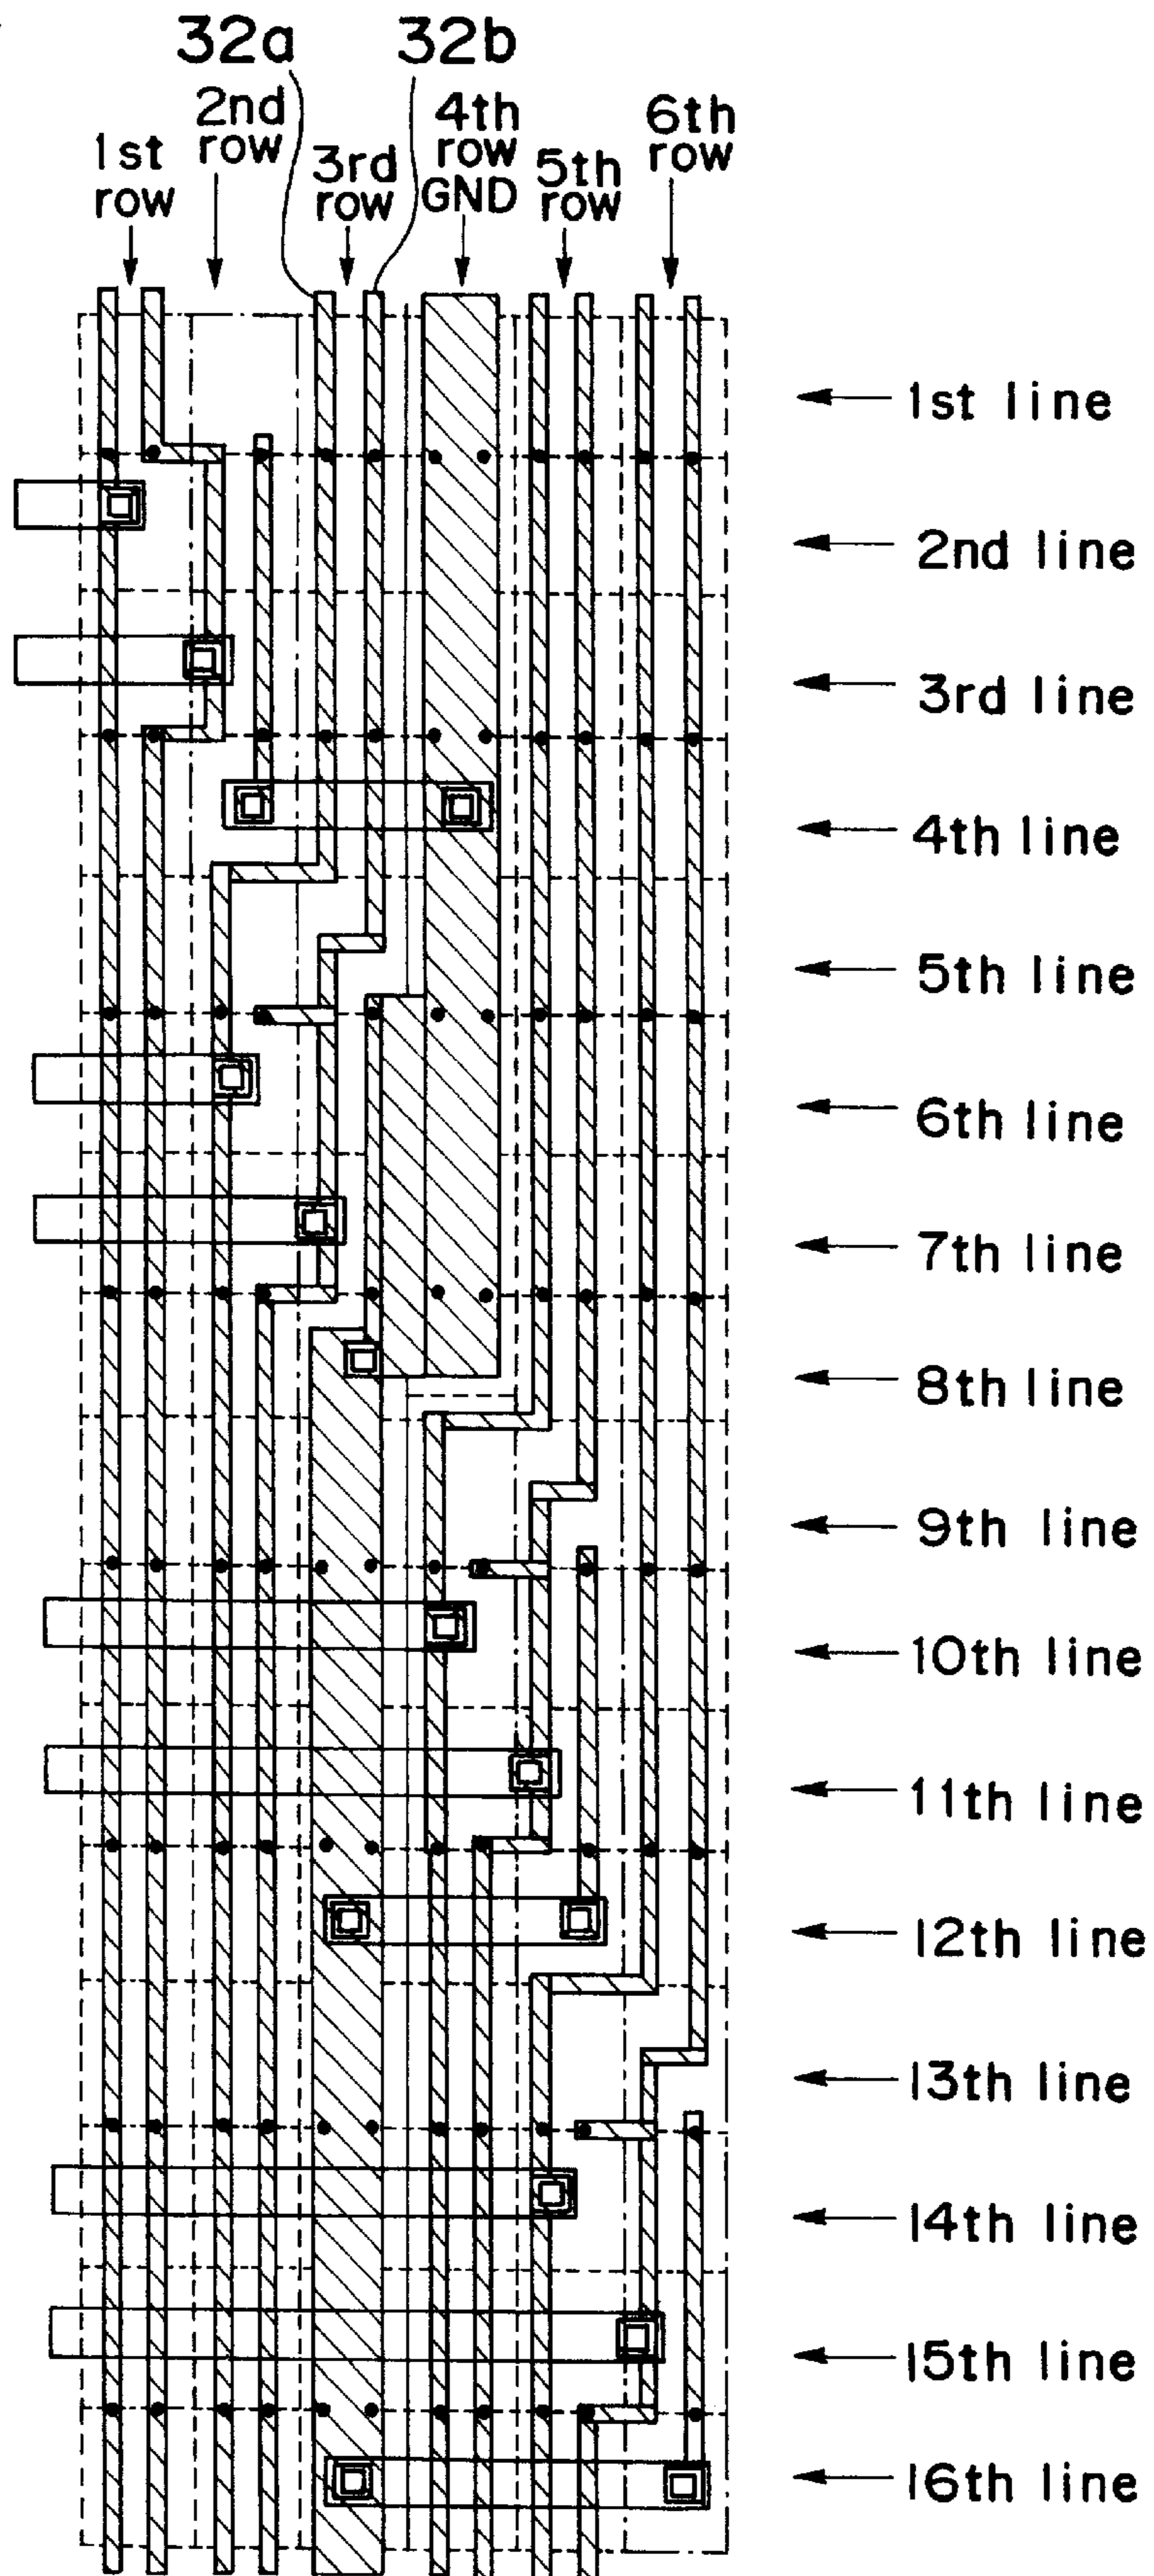 32a 32b
1st row
2nd row
3rd row
4th row GND
5th row
6th row
1st line
2nd line
3rd line
4th line
5th line
6th line
7th line
8th line
9th line
10th line
11th line
12th line
13th line
14th line
15th line
16th line